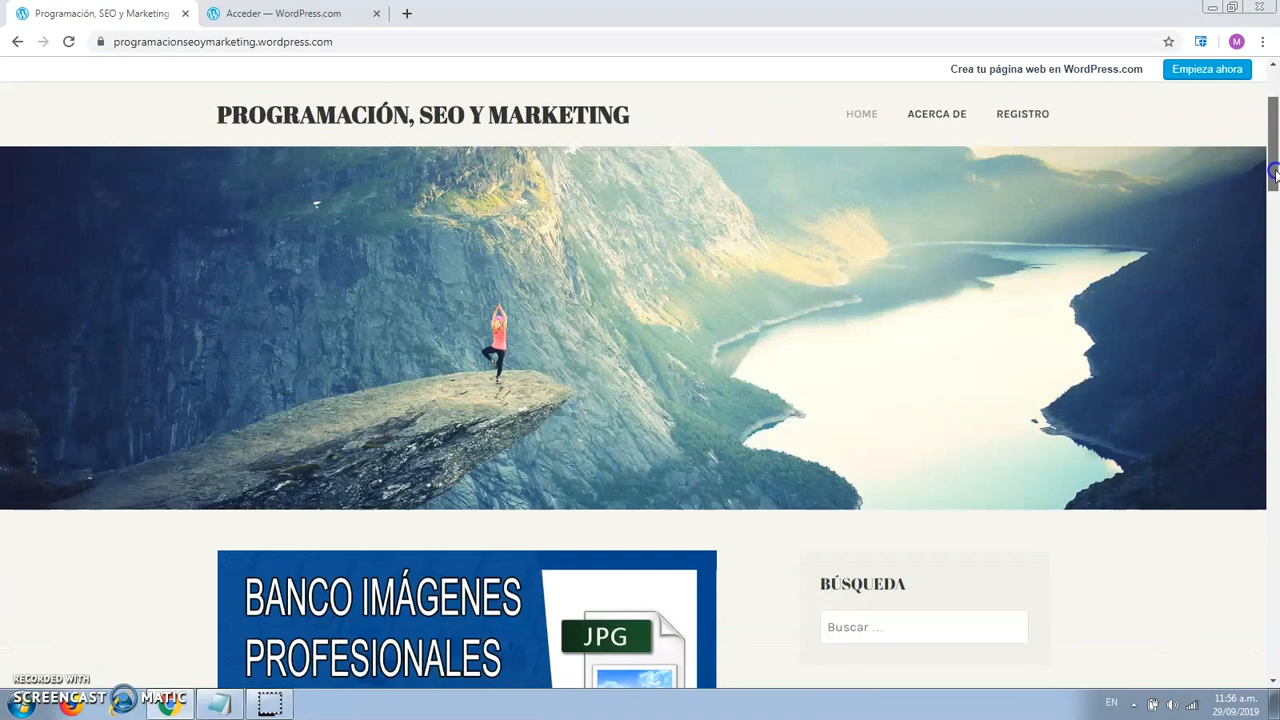 Programación, SEO y Marketing
Acceder — WordPress.com
programacionseoymarketing.wordpress.com
M
Crea tu página web en WordPress.com
Empieza ahora
PROGRAMACIÓN, SEO Y MARKETING
HOME
ACERCA DE
REGISTRO
BANCO IMÁGENES
PROFESIONALES
JPG
BÚSQUEDA
Buscar ...
RECORDED WITH
SCREENCAST MATIC
EN
11:56 a.m.
29/09/2019